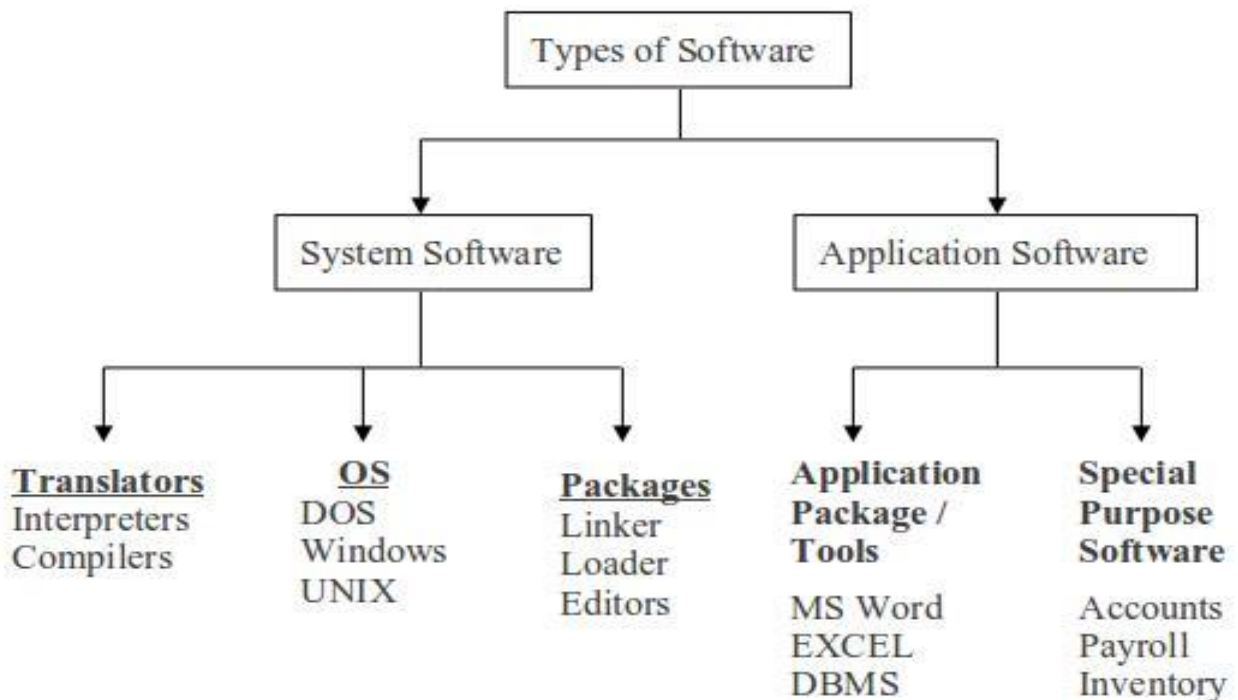 Types of Software
System Software
Application Software
Translators
Interpreters
Compilers
OS
DOS
Windows
UNIX
Packages
Linker
Loader
Editors
Application
Package /
Tools
MS Word
EXCEL
DBMS
Special
Purpose
Software
Accounts
Payroll
Inventory